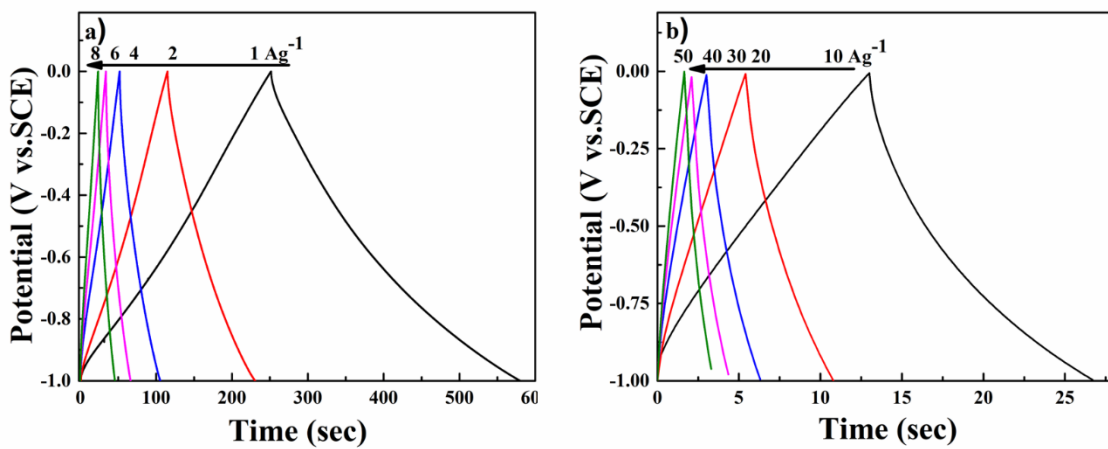 a)
8 6 4 2 1 Ag⁻¹
0.0
-0.2
-0.4
-0.6
-0.8
-1.0
Potential (V vs.SCE)
0 100 200 300 400 500 6
Time (sec)
b)
50 40 30 20 10 Ag⁻¹
0.00
-0.25
-0.50
-0.75
-1.00
Potential (V vs.SCE)
0 5 10 15 20 25
Time (sec)